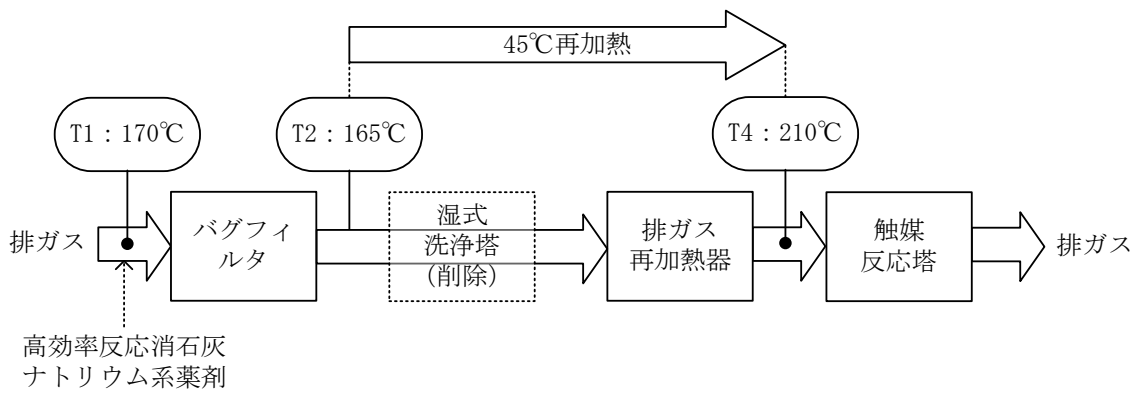 45℃再加熱
T1：170℃
T2：165℃
T4：210℃
排ガス
バグフィ
ルタ
湿式
洗浄塔
(削除)
排ガス
再加熱器
触媒
反応塔
排ガス
高効率反応消石灰
ナトリウム系薬剤